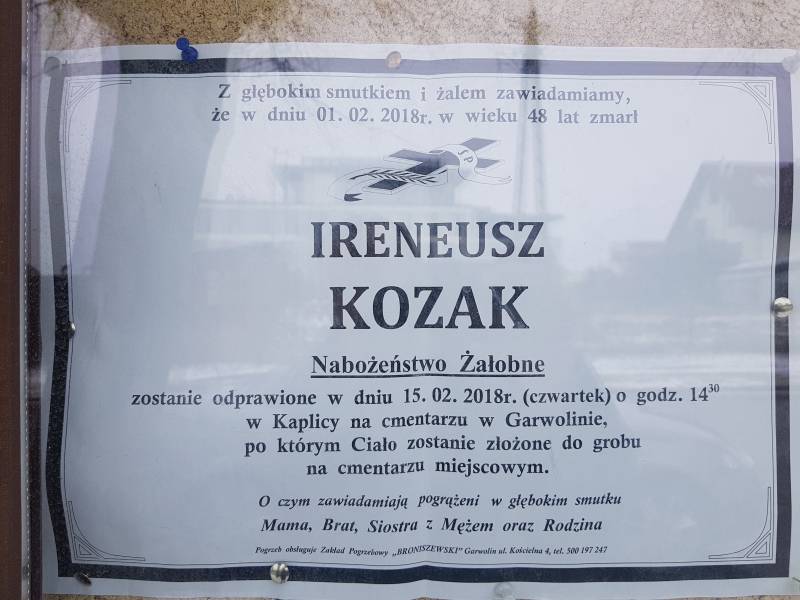 Z głębokim smutkiem i żalem zawiadamiamy,
że w dniu 01. 02. 2018r. w wieku 48 lat zmarł
ŚP
IRENEUSZ
KOZAK
Nabożeństwo Żałobne
zostanie odprawione w dniu 15. 02. 2018r. (czwartek) o godz. 14³⁰
w Kaplicy na cmentarzu w Garwolinie,
po którym Ciało zostanie złożone do grobu
na cmentarzu miejscowym.
O czym zawiadamiają pogrążeni w głębokim smutku
Mama, Brat, Siostra z Mężem oraz Rodzina
Pogrzeb obsługuje Zakład Pogrzebowy „BRONISZEWSKI" Garwolin ul. Kościelna 4, tel. 500 197 247